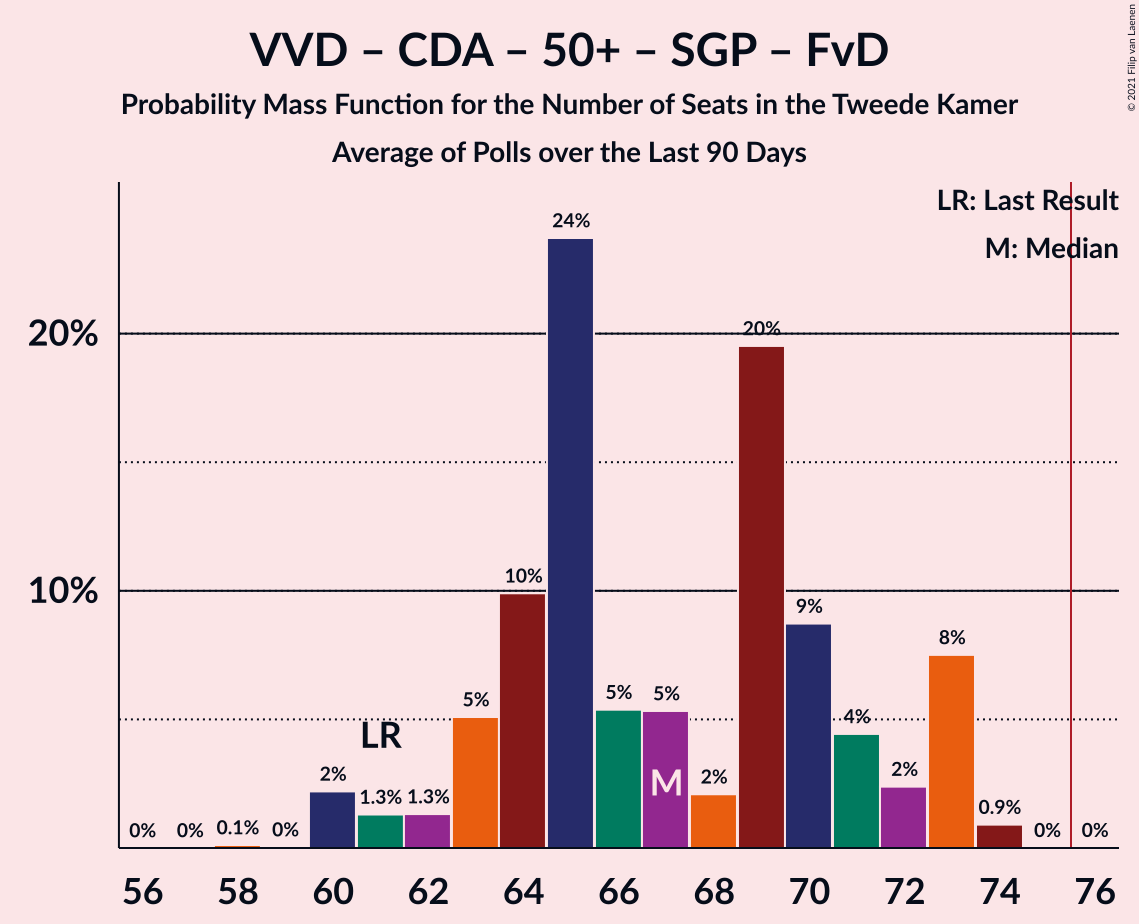 VVD – CDA – 50+ – SGP – FvD
Probability Mass Function for the Number of Seats in the Tweede Kamer
Average of Polls over the Last 90 Days
© 2021 Filip van Laenen
LR: Last Result
M: Median
20%
10%
0%
0%
0.1%
0%
2%
1.3%
1.3%
5%
10%
24%
5%
5%
2%
20%
9%
4%
2%
8%
0.9%
0%
0%
LR
M
56 58 60 62 64 66 68 70 72 74 76